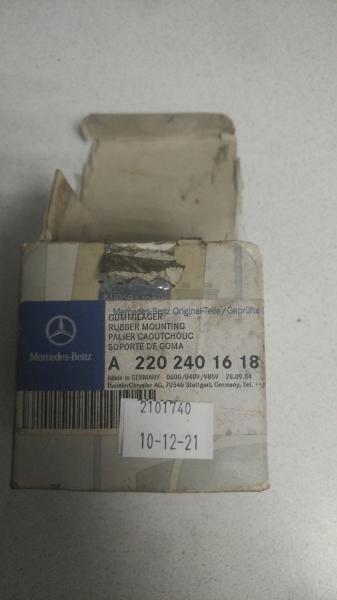 Mercedes-Benz Original-Teile/Geprüfte
GUMMILAGER
RUBBER MOUNTING
PALIER CAOUTCHOUC
SOPORTE DE GOMA
Mercedes-Benz
A 220 240 16 18
Made in GERMANY 0600/0409/9859 28.09.04
DaimlerChrysler AG, 70546 Stuttgart, Germany, Tel.
2101740
10-12-21